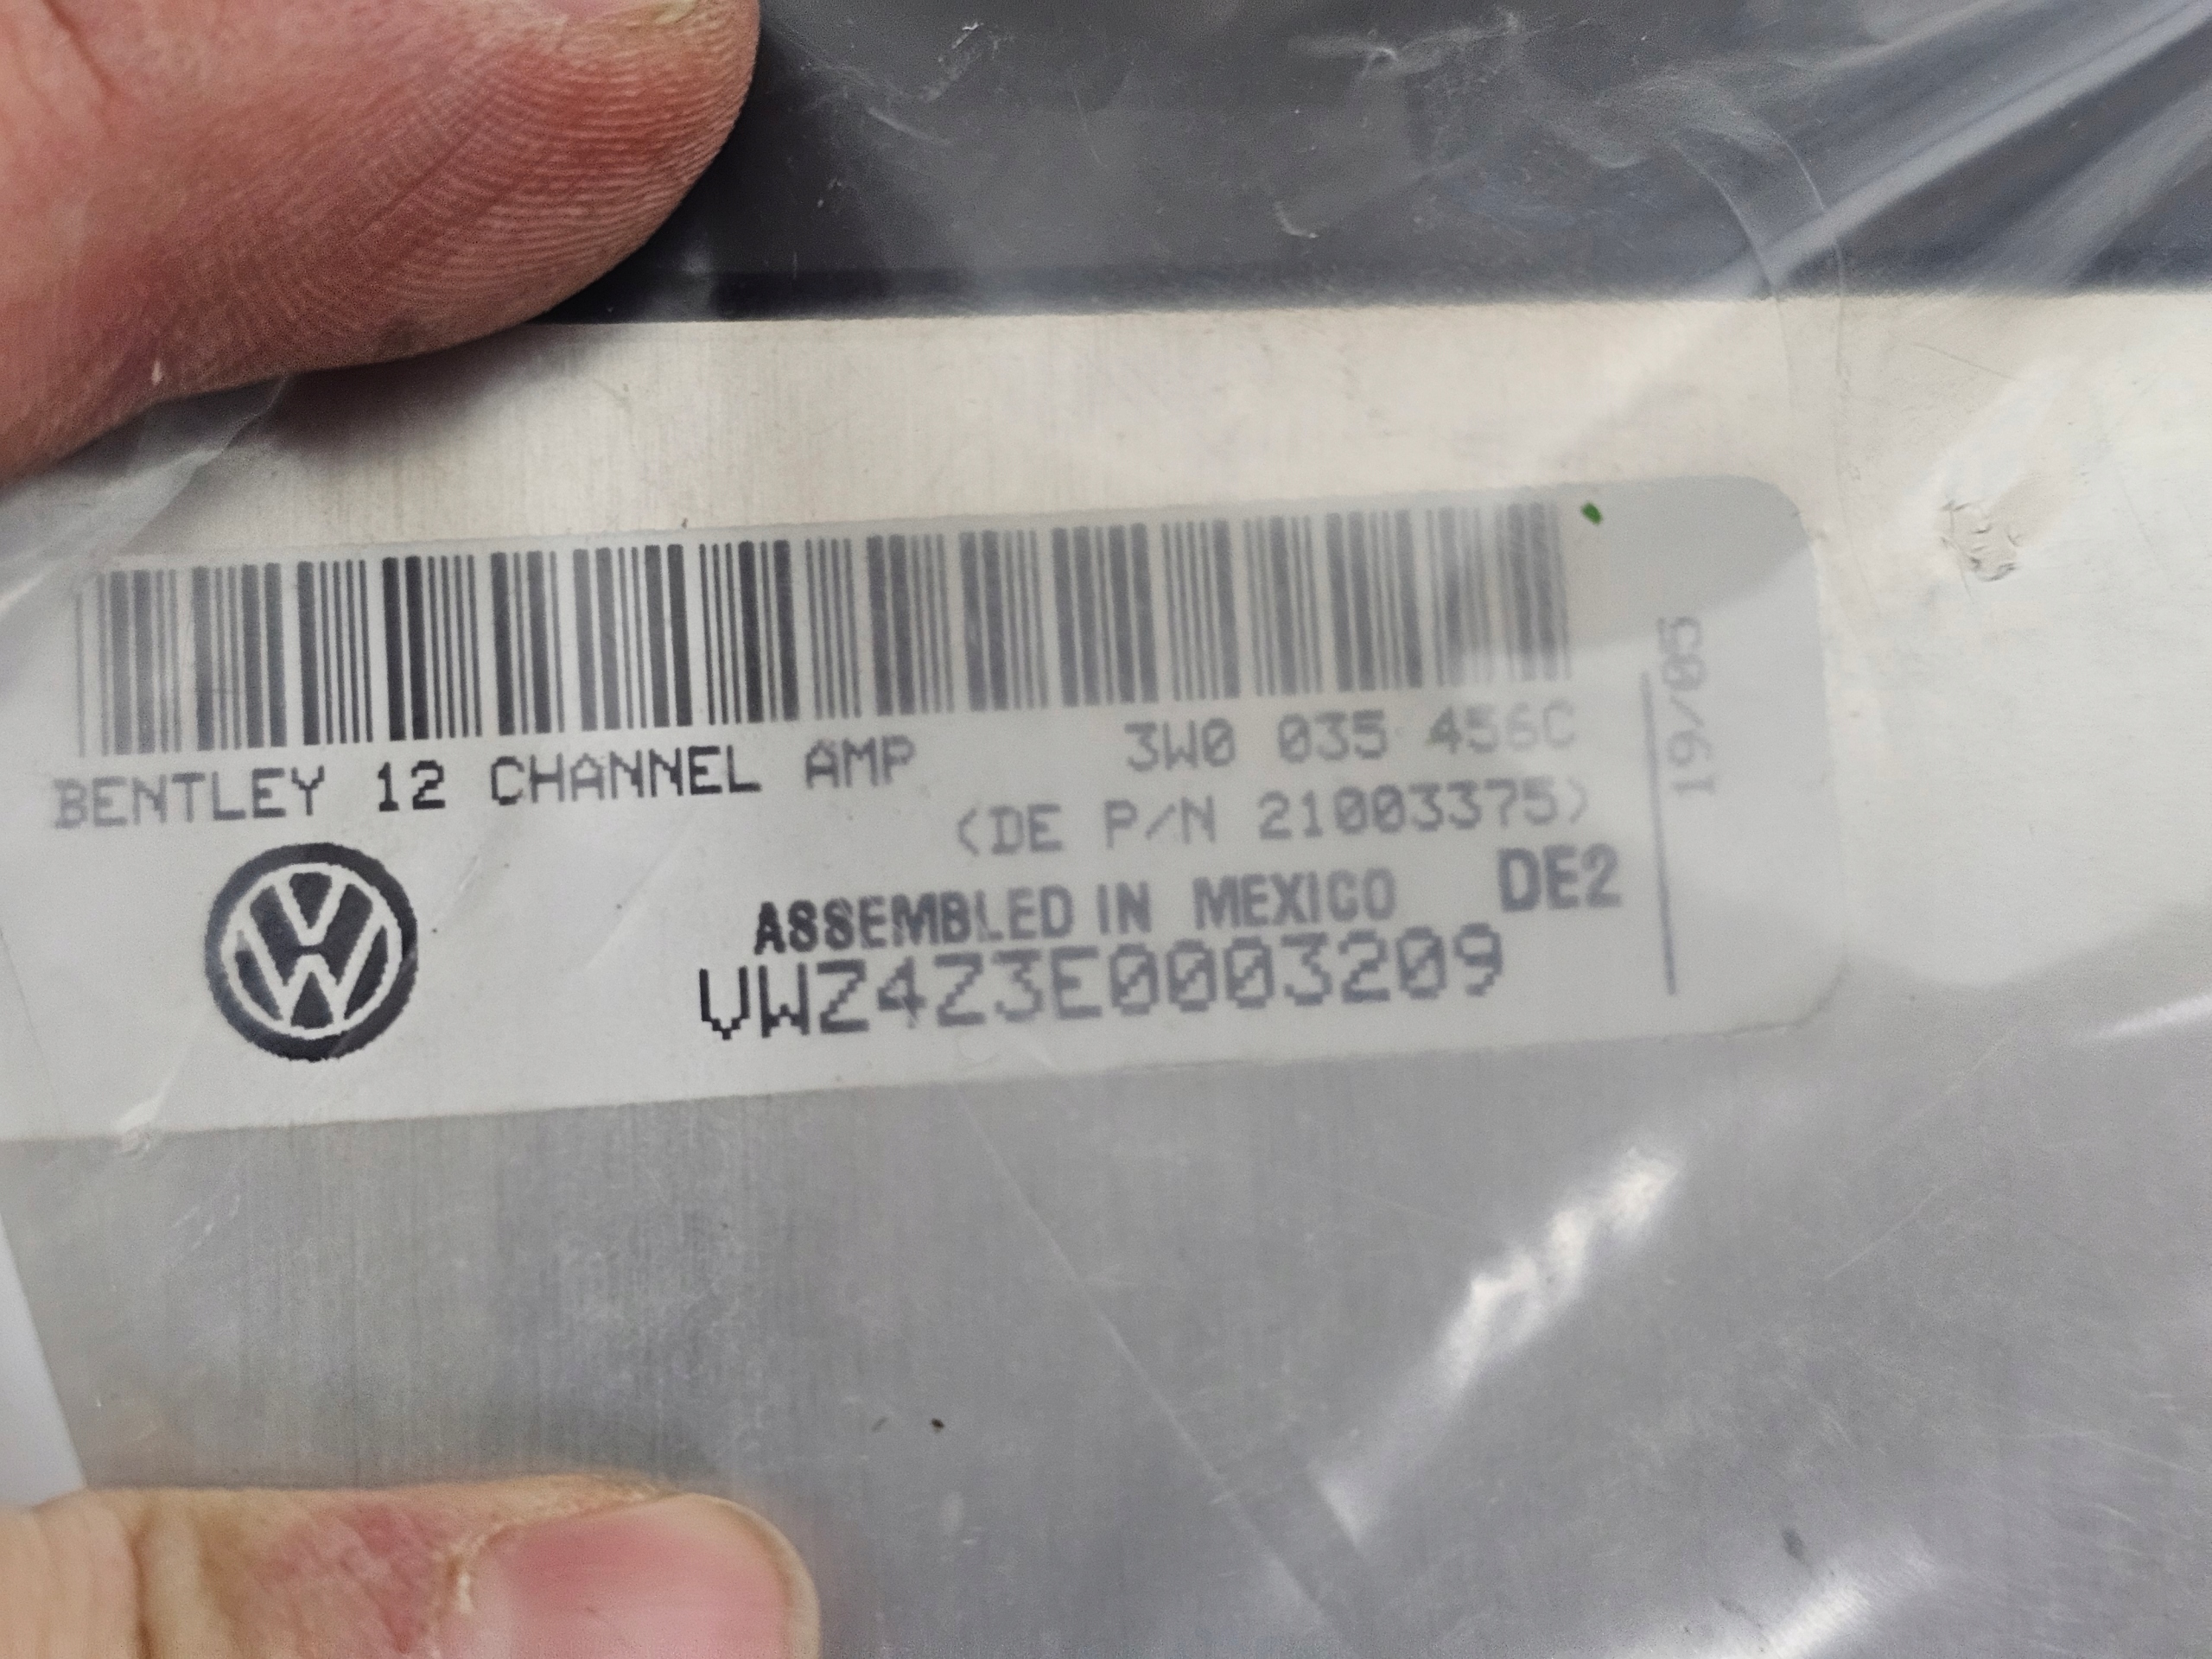 BENTLEY 12 CHANNEL AMP 3W0 035 456C
(DE P/N 21003375)
ASSEMBLED IN MEXICO DE2
VWZ4Z3E0003209
19/05